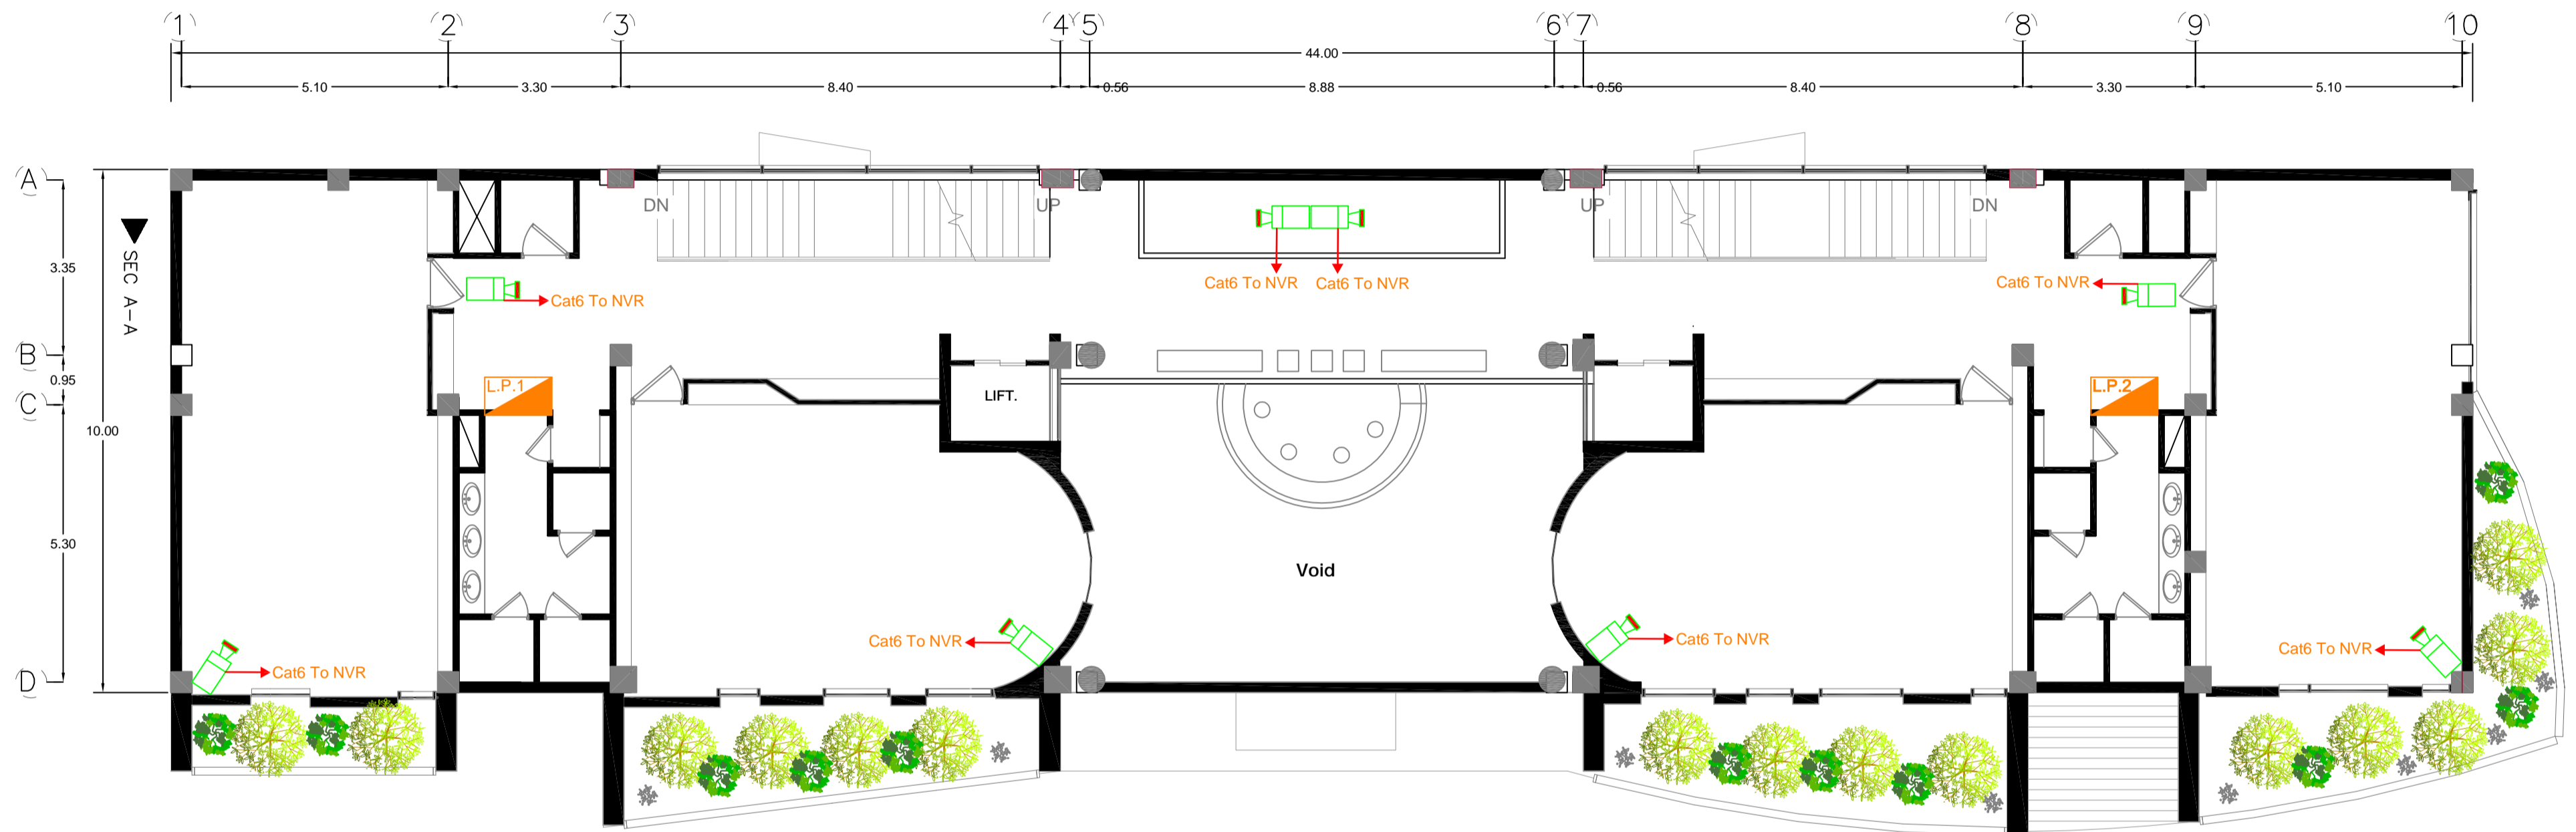 1 2 3 4 5 6 7 8 9 10
44.00
5.10 3.30 8.40 0.56 8.88 0.56 8.40 3.30 5.10
A
DN UP UP DN
SEC A-A
3.35
Cat6 To NVR Cat6 To NVR
Cat6 To NVR
Cat6 To NVR
B
0.95
L.P.1
L.P.2
LIFT.
C
10.00
5.30
Void
Cat6 To NVR
Cat6 To NVR
Cat6 To NVR
Cat6 To NVR
D